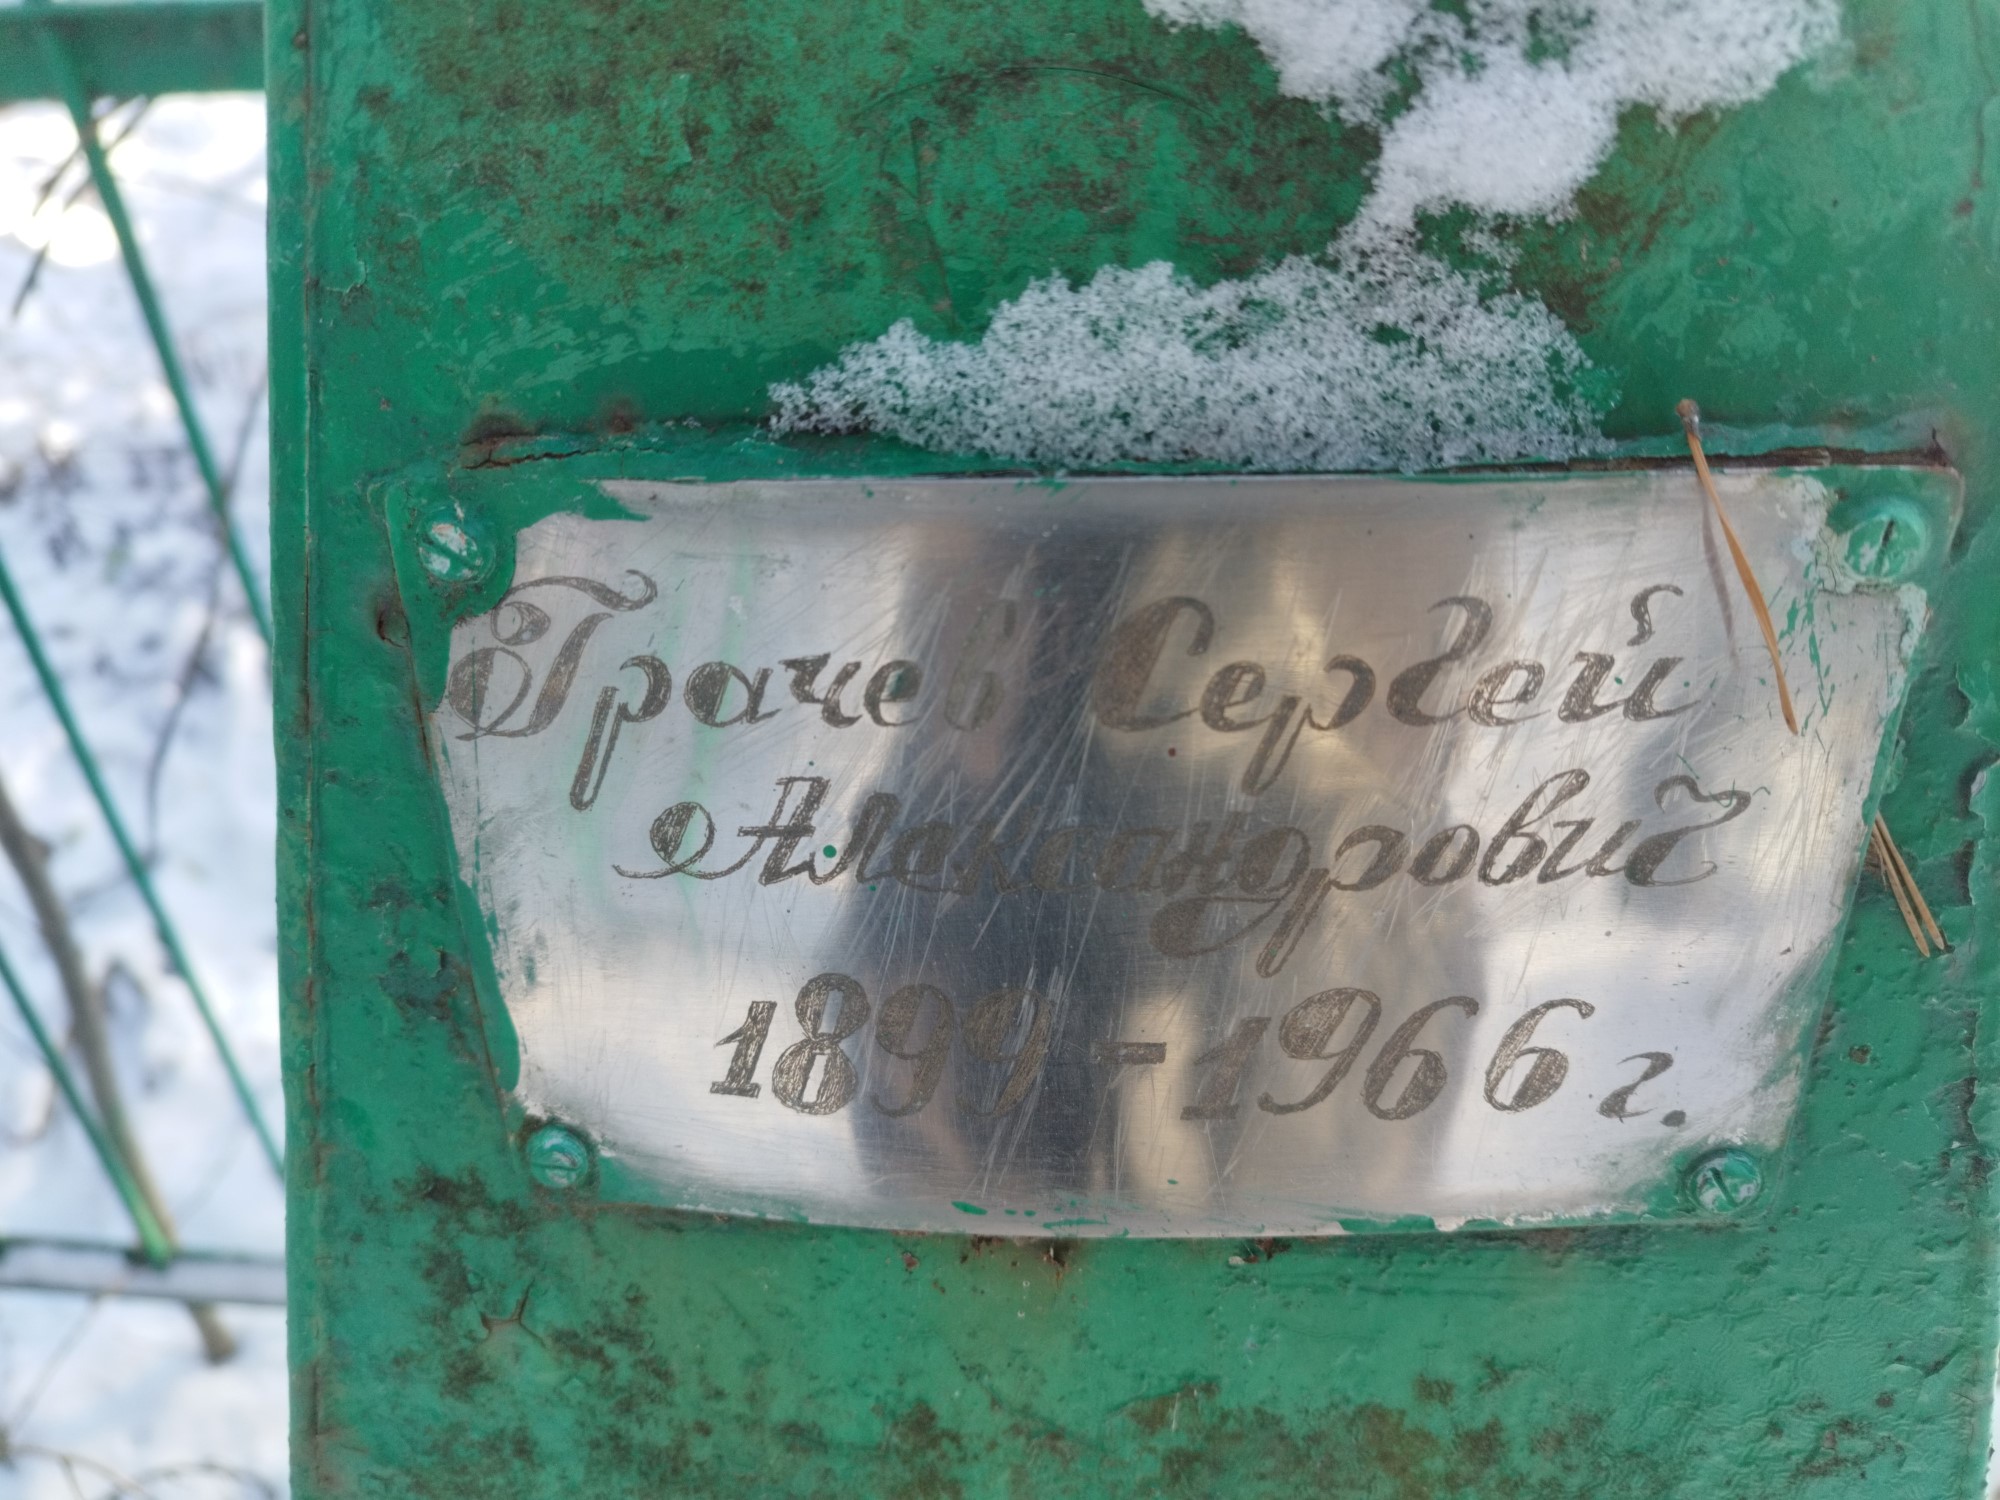 Грачев Сергей
Александрович
1899-1966 г.